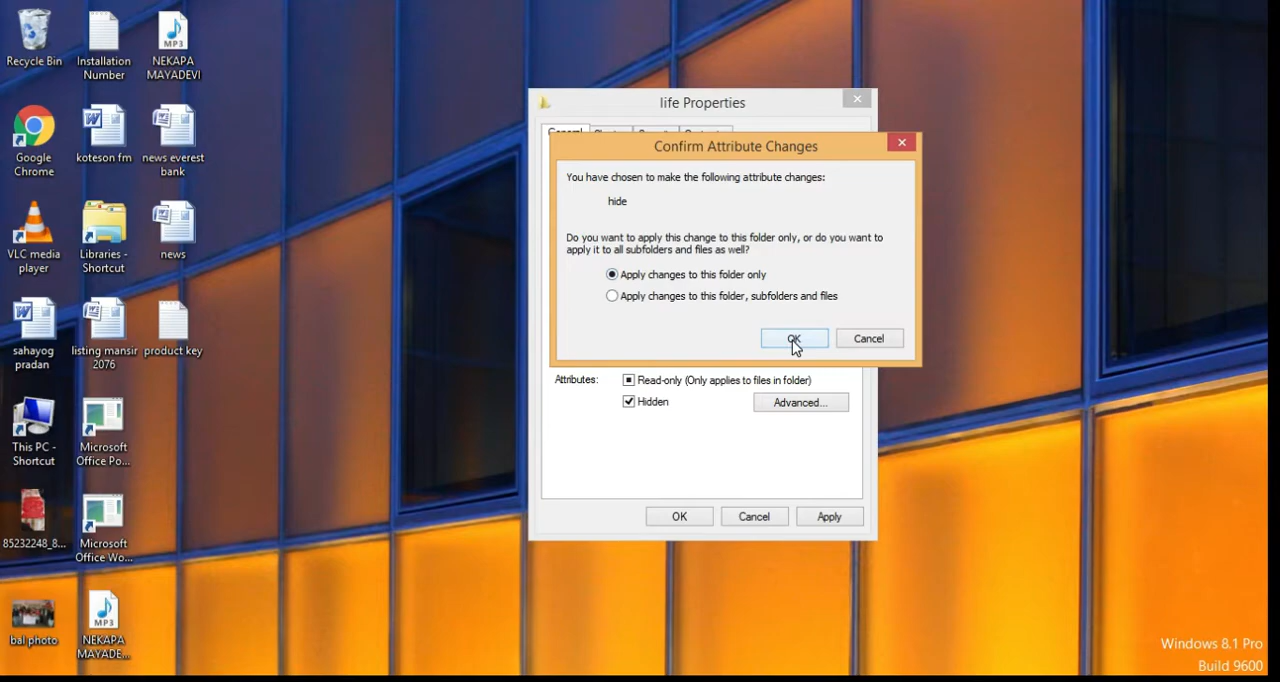 Recycle Bin
Installation
Number
NEKAPA
MAYADEVI
MP3
Google
Chrome
koteson fm
news everest
bank
VLC media
player
Libraries -
Shortcut
news
sahayog
pradan
listing mansir
2076
product key
This PC -
Shortcut
Microsoft
Office Po...
85232248_8...
Microsoft
Office Wo...
bal photo
MP3
NEKAPA
MAYADE...
life Properties
General
Confirm Attribute Changes
You have chosen to make the following attribute changes:
hide
Do you want to apply this change to this folder only, or do you want to
apply it to all subfolders and files as well?
Apply changes to this folder only
Apply changes to this folder, subfolders and files
OK Cancel
Attributes: Read-only (Only applies to files in folder)
Hidden Advanced...
OK Cancel Apply
Windows 8.1 Pro
Build 9600